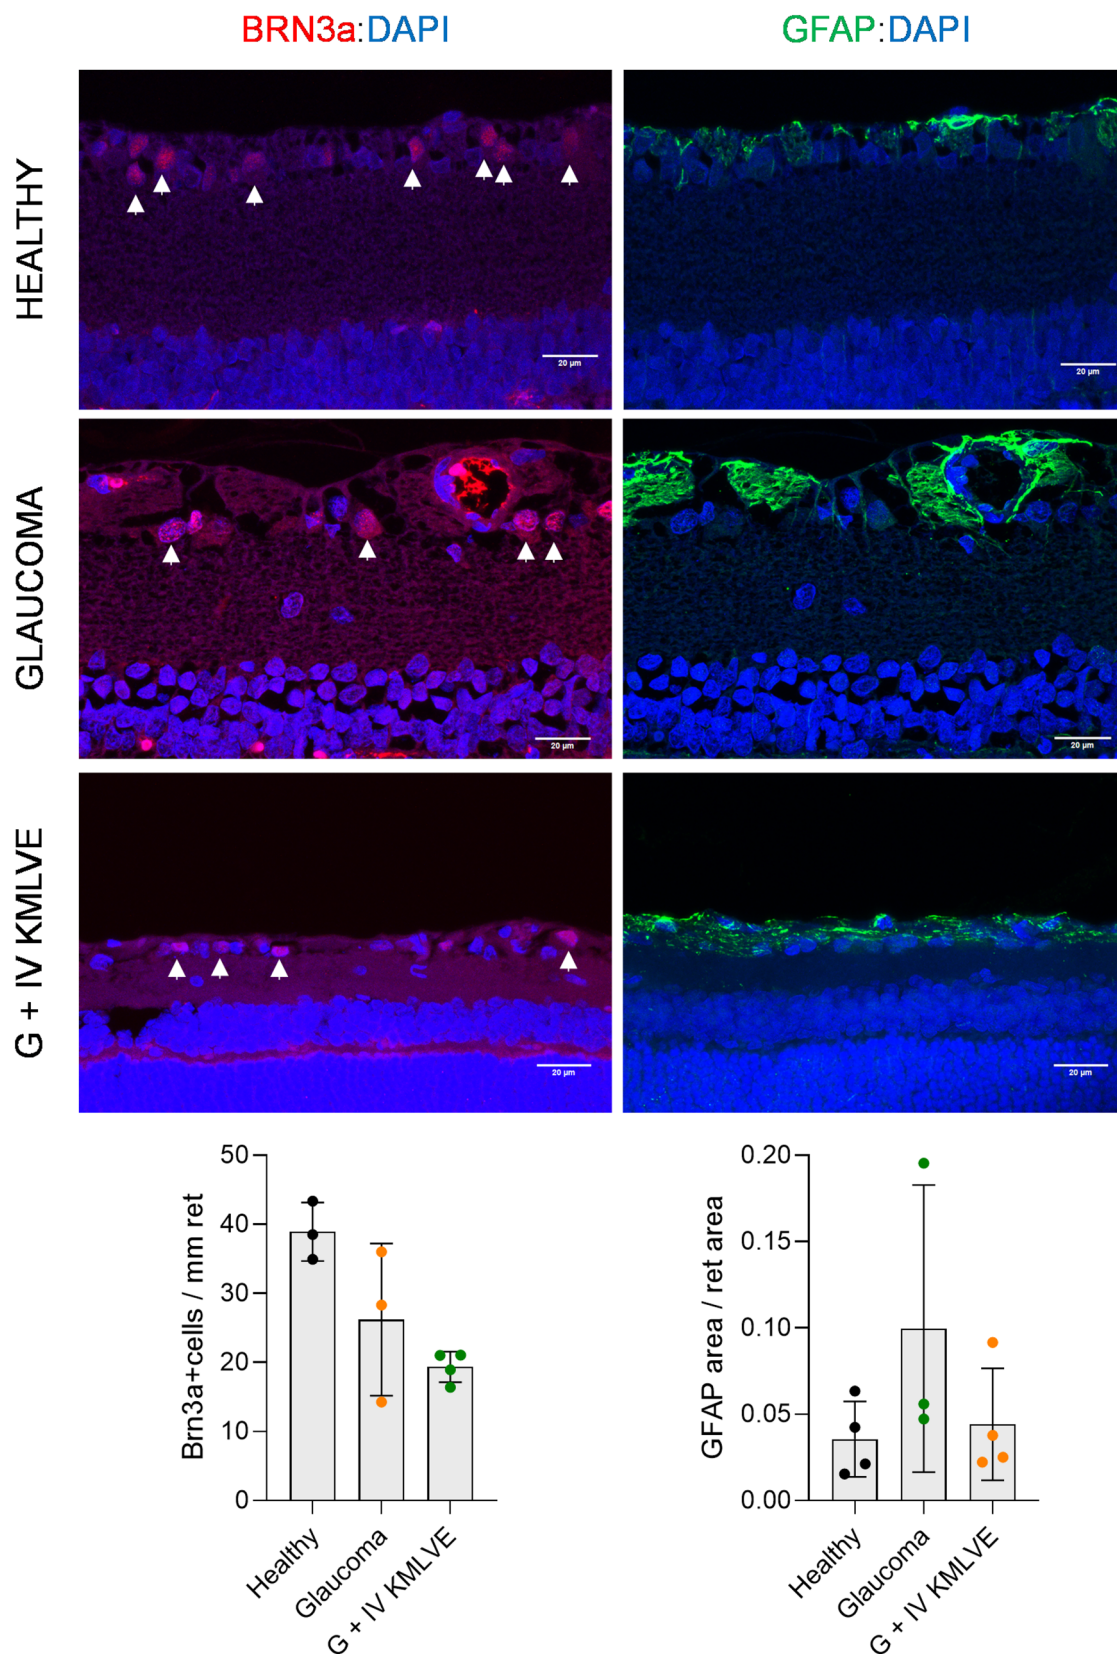 BRN3a:DAPI
GFAP:DAPI
HEALTHY
20 µm
20 µm
GLAUCOMA
20 µm
20 µm
G + IV KMLVE
20 µm
20 µm
Brn3a+cells / mm ret
50
40
30
20
10
0
Healthy
Glaucoma
G + IV KMLVE
GFAP area / ret area
0.20
0.15
0.10
0.05
0.00
Healthy
Glaucoma
G + IV KMLVE